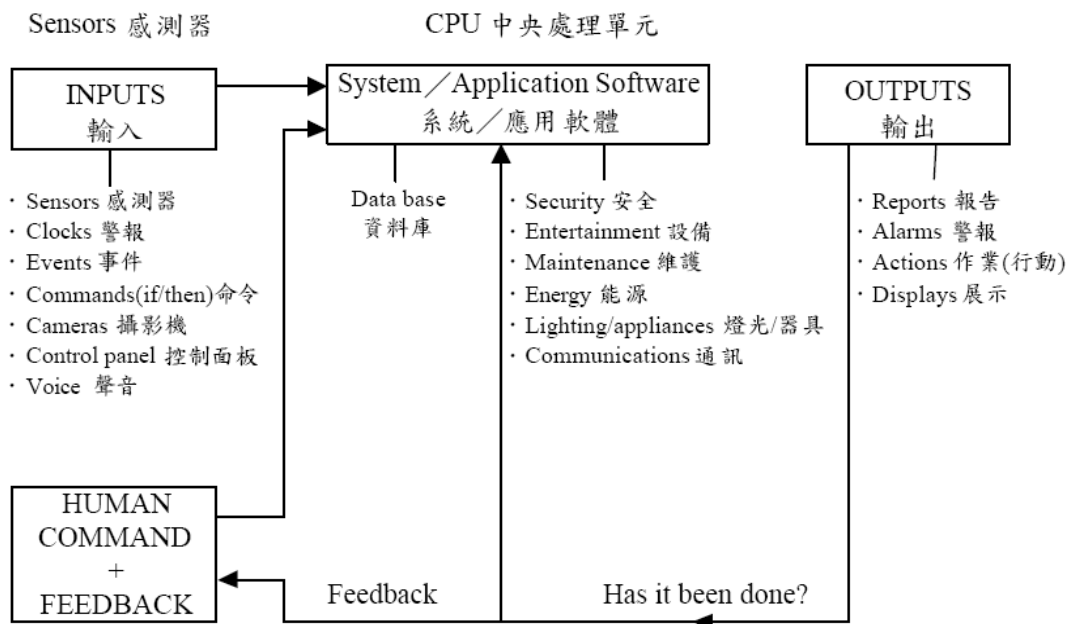 Sensors 感測器
CPU 中央處理單元
INPUTS
輸入
System／Application Software
系統／應用軟體
OUTPUTS
輸出
· Sensors 感測器
· Clocks 警報
· Events 事件
· Commands(if/then)命令
· Cameras 攝影機
· Control panel 控制面板
· Voice 聲音
Data base
資料庫
· Security 安全
· Entertainment 設備
· Maintenance 維護
· Energy 能源
· Lighting/appliances 燈光/器具
· Communications 通訊
· Reports 報告
· Alarms 警報
· Actions 作業(行動)
· Displays 展示
HUMAN
COMMAND
+
FEEDBACK
Feedback
Has it been done?